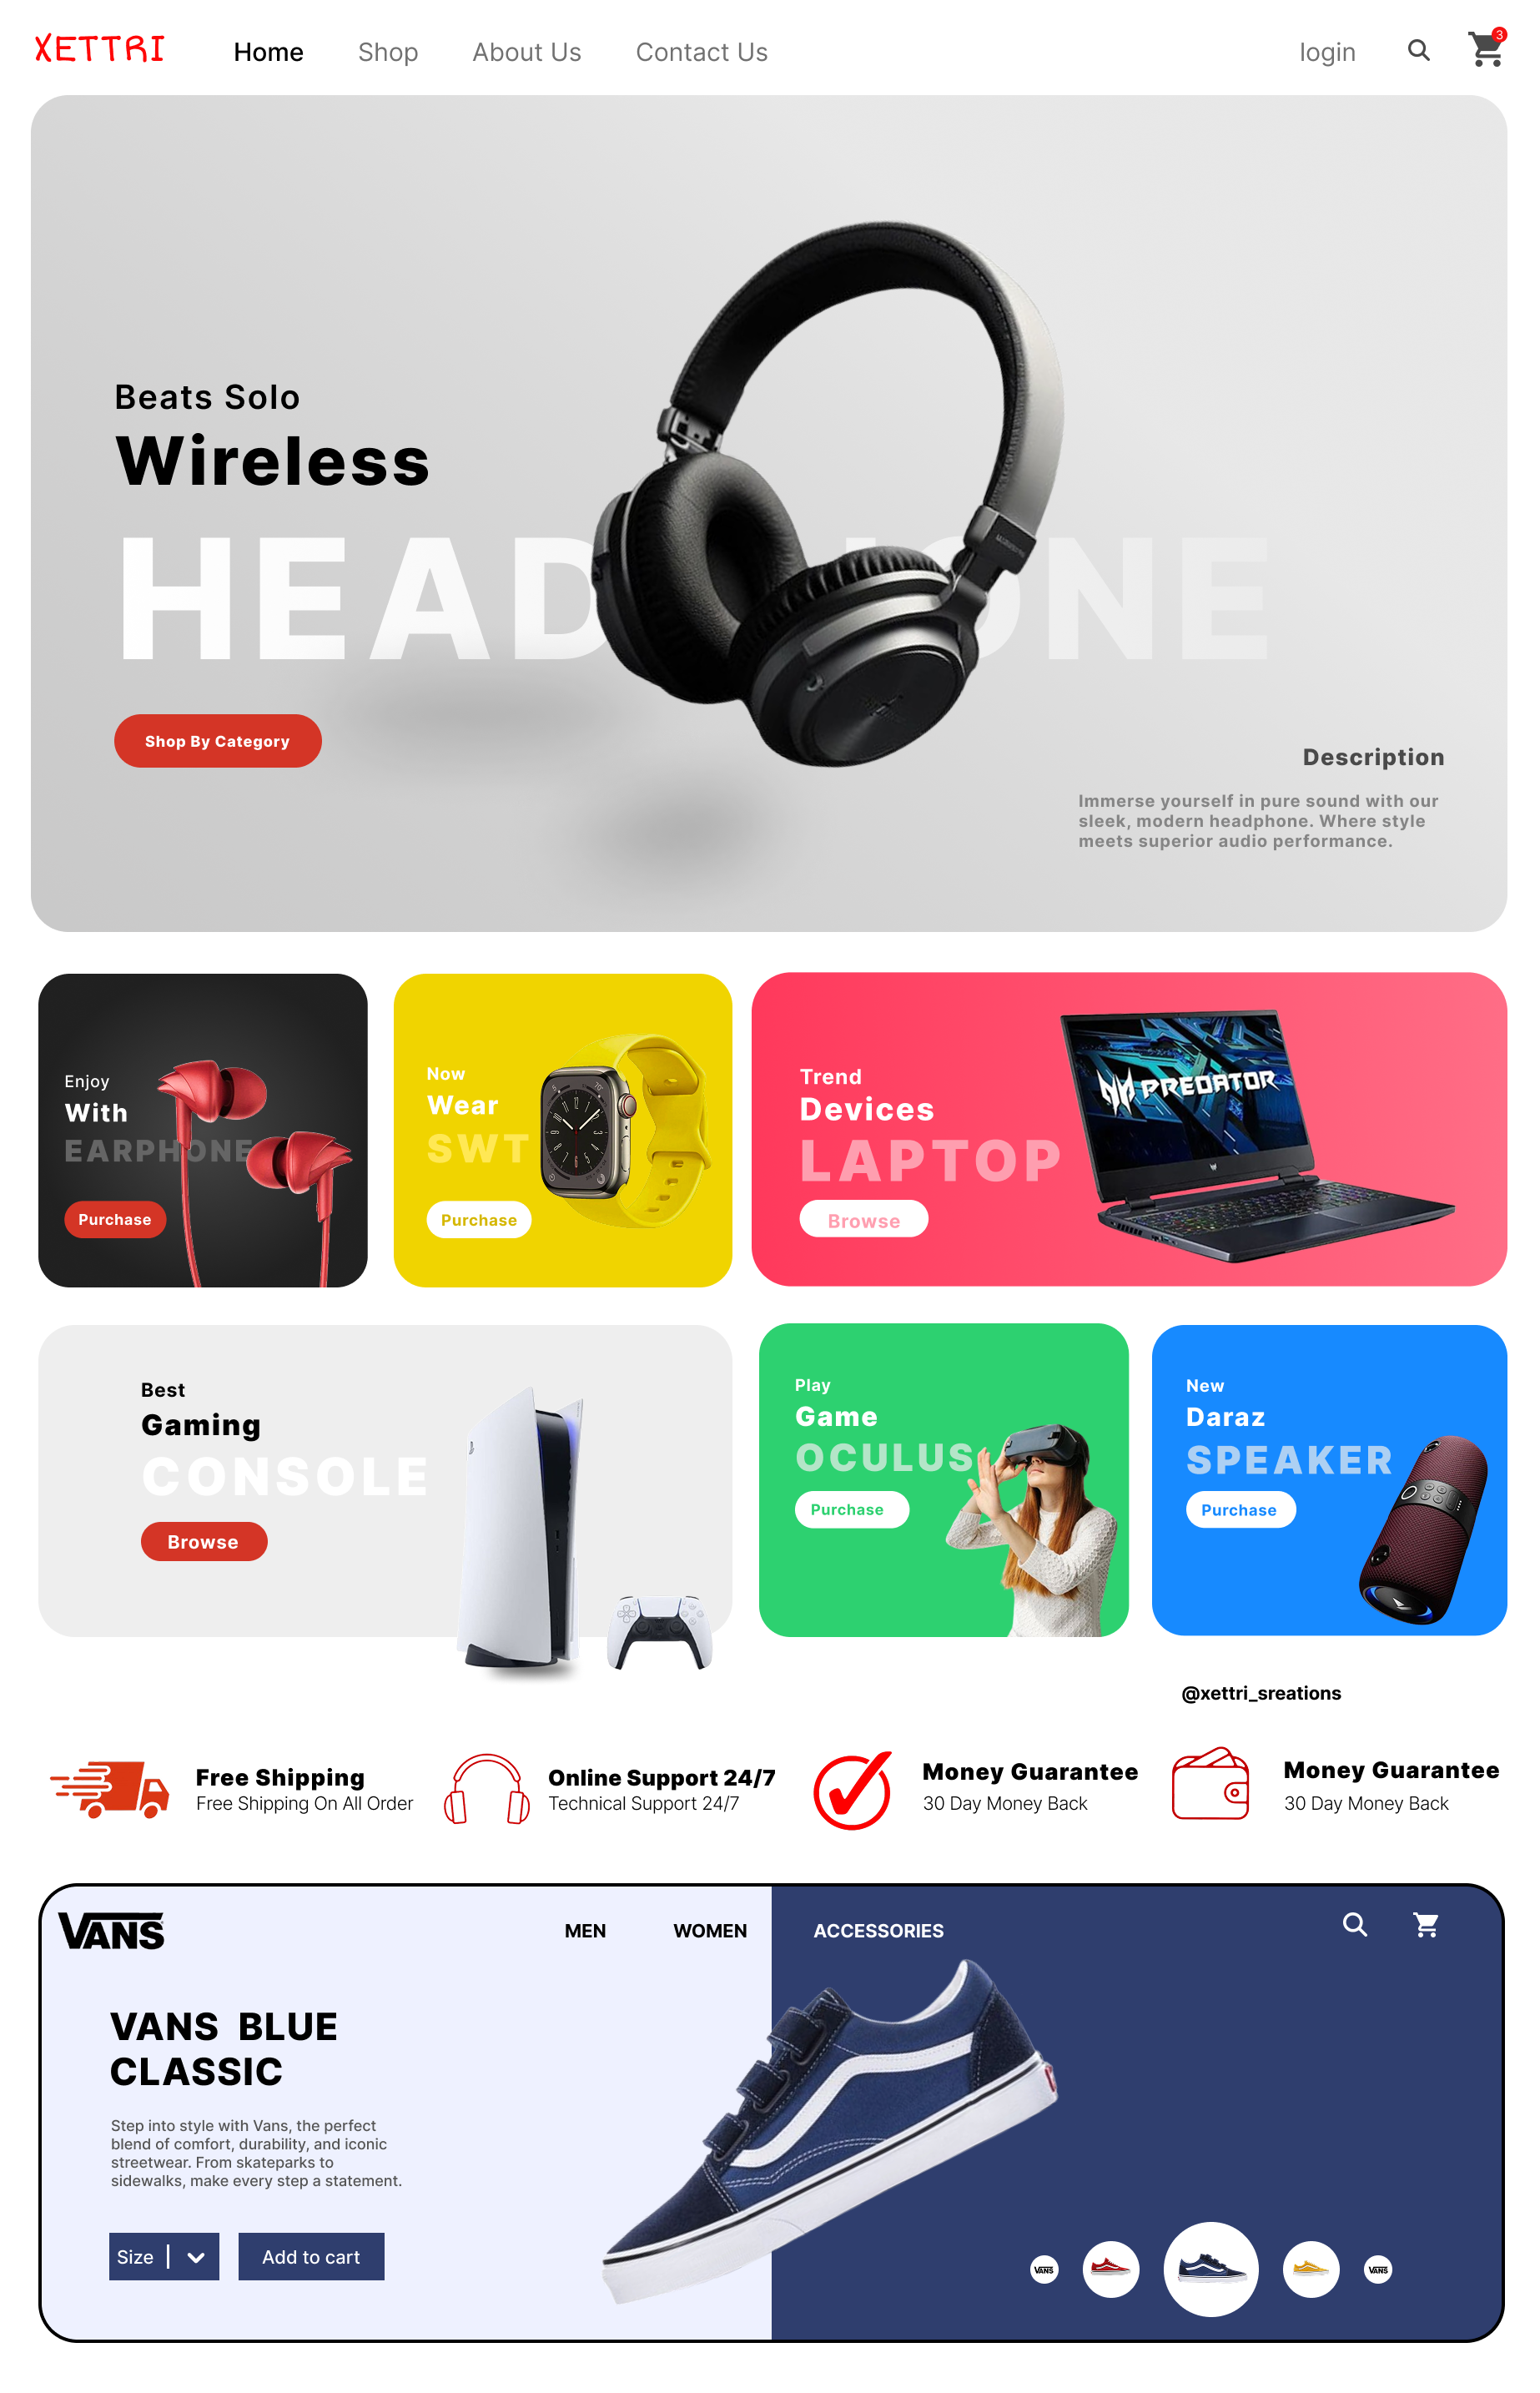 XETTRI
Home
Shop
About Us
Contact Us
login
3
Beats Solo
Wireless
Shop By Category
Description
Immerse yourself in pure sound with our
sleek, modern headphone. Where style
meets superior audio performance.
Enjoy
With
EARPHONE
Purchase
Now
Wear
SWT
Purchase
Trend
Devices
LAPTOP
Browse
PREDATOR
Best
Gaming
CONSOLE
Browse
Play
Game
OCULUS
Purchase
New
Daraz
SPEAKER
Purchase
@xettri_sreations
Free Shipping
Free Shipping On All Order
Online Support 24/7
Technical Support 24/7
Money Guarantee
30 Day Money Back
Money Guarantee
30 Day Money Back
VANS
MEN
WOMEN
ACCESSORIES
VANS BLUE
CLASSIC
Step into style with Vans, the perfect
blend of comfort, durability, and iconic
streetwear. From skateparks to
sidewalks, make every step a statement.
Size
Add to cart
VANS
VANS